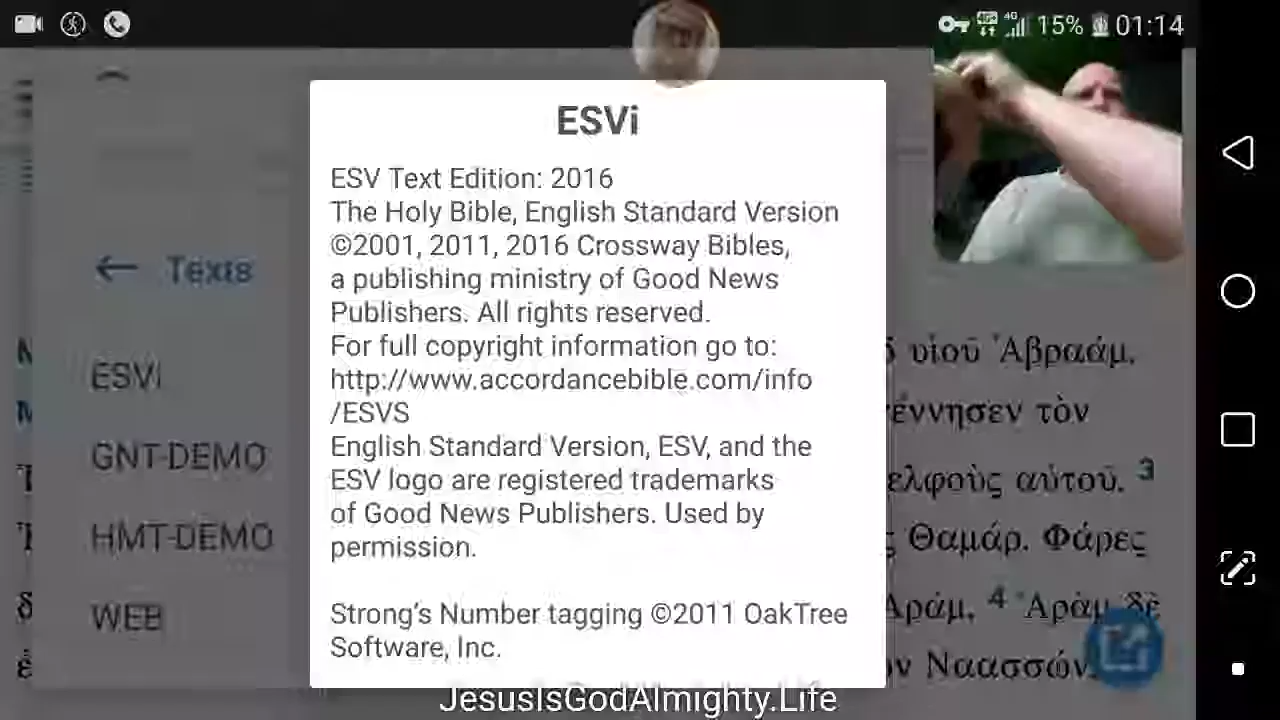 4G 15% 01:14
ESVi
ESV Text Edition: 2016
The Holy Bible, English Standard Version
©2001, 2011, 2016 Crossway Bibles,
a publishing ministry of Good News
Publishers. All rights reserved.
For full copyright information go to:
http://www.accordancebible.com/info
/ESVS
English Standard Version, ESV, and the
ESV logo are registered trademarks
of Good News Publishers. Used by
permission.
Strong's Number tagging ©2011 OakTree
Software, Inc.
← Texts
ESVi
GNT-DEMO
HMT-DEMO
WEB
υἱοῦ Ἀβραάμ.
τὸν
αὐτοῦ. 3
Θαμάρ. Φάρες
Ἀράμ. 4 Ἀρὰμ δὲ
Ναασσών.
JesusIsGodAlmighty.Life